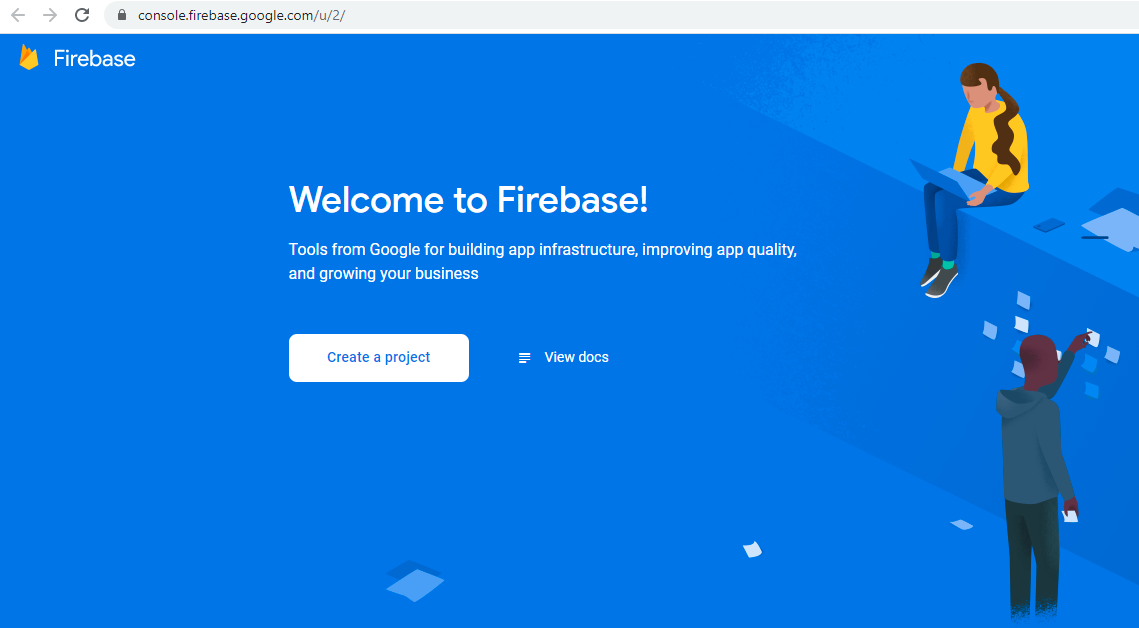 console.firebase.google.com/u/2/
Firebase
Welcome to Firebase!
Tools from Google for building app infrastructure, improving app quality,
and growing your business
Create a project
View docs